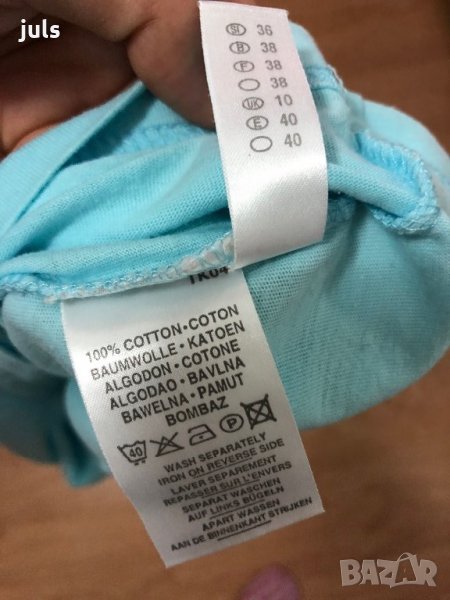 juls
SI 36
B 38
F 38
38
UK 10
E 40
40
TR04
100% COTTON•COTON
BAUMWOLLE • KATOEN
ALGODON • COTONE
ALGODAO • BAVLNA
BAWELNA • PAMUT
BOMBAZ
40 P
WASH SEPARATELY
IRON ON REVERSE SIDE
LAVER SEPAREMENT
REPASSER SUR L'ENVERS
SEPARAT WASCHEN
AUF LINKS BÜGELN
APART WASSEN
AAN DE BINNENKANT STRIJKEN
BAZAR